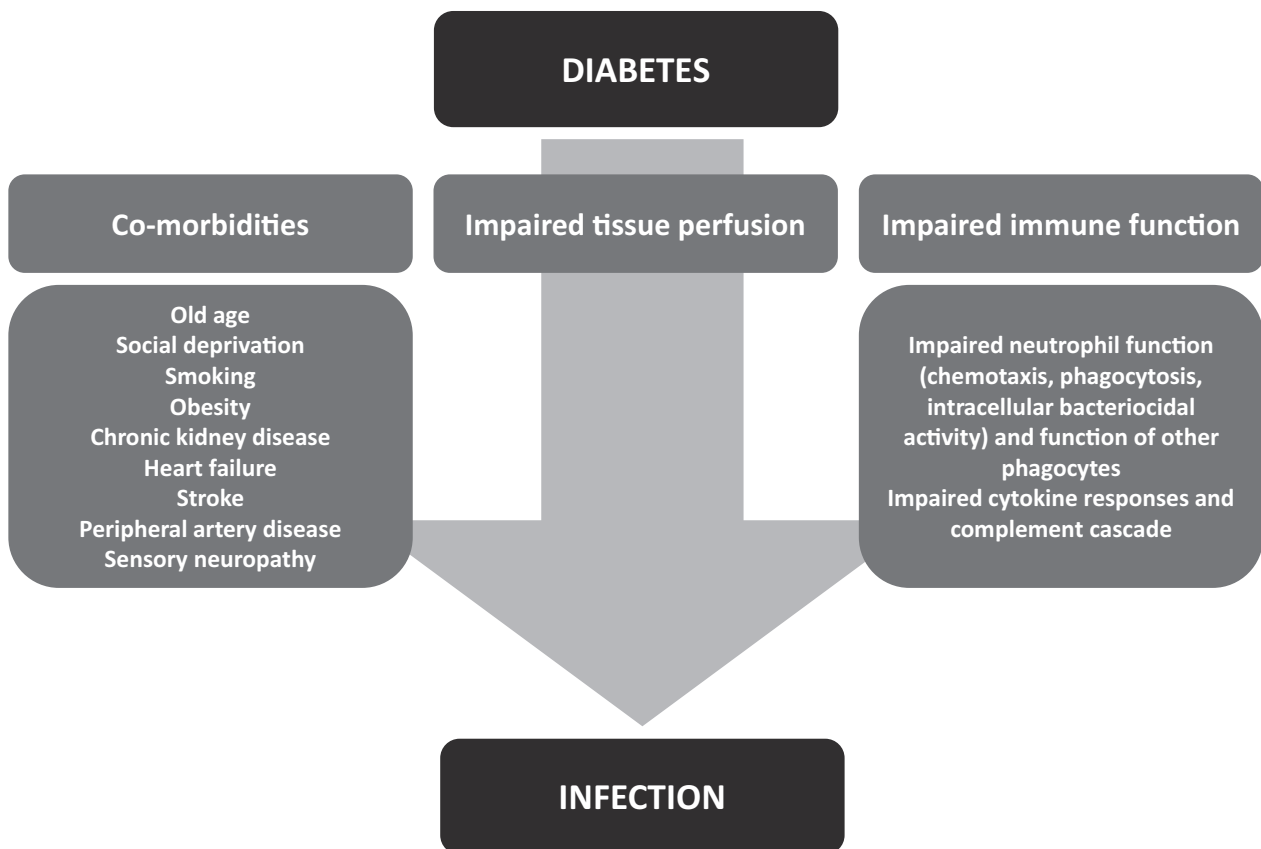 DIABETES
Co-morbidities
Impaired tissue perfusion
Impaired immune function
Old age
Social deprivation
Smoking
Obesity
Chronic kidney disease
Heart failure
Stroke
Peripheral artery disease
Sensory neuropathy
Impaired neutrophil function
(chemotaxis, phagocytosis,
intracellular bacteriocidal
activity) and function of other
phagocytes
Impaired cytokine responses and
complement cascade
INFECTION